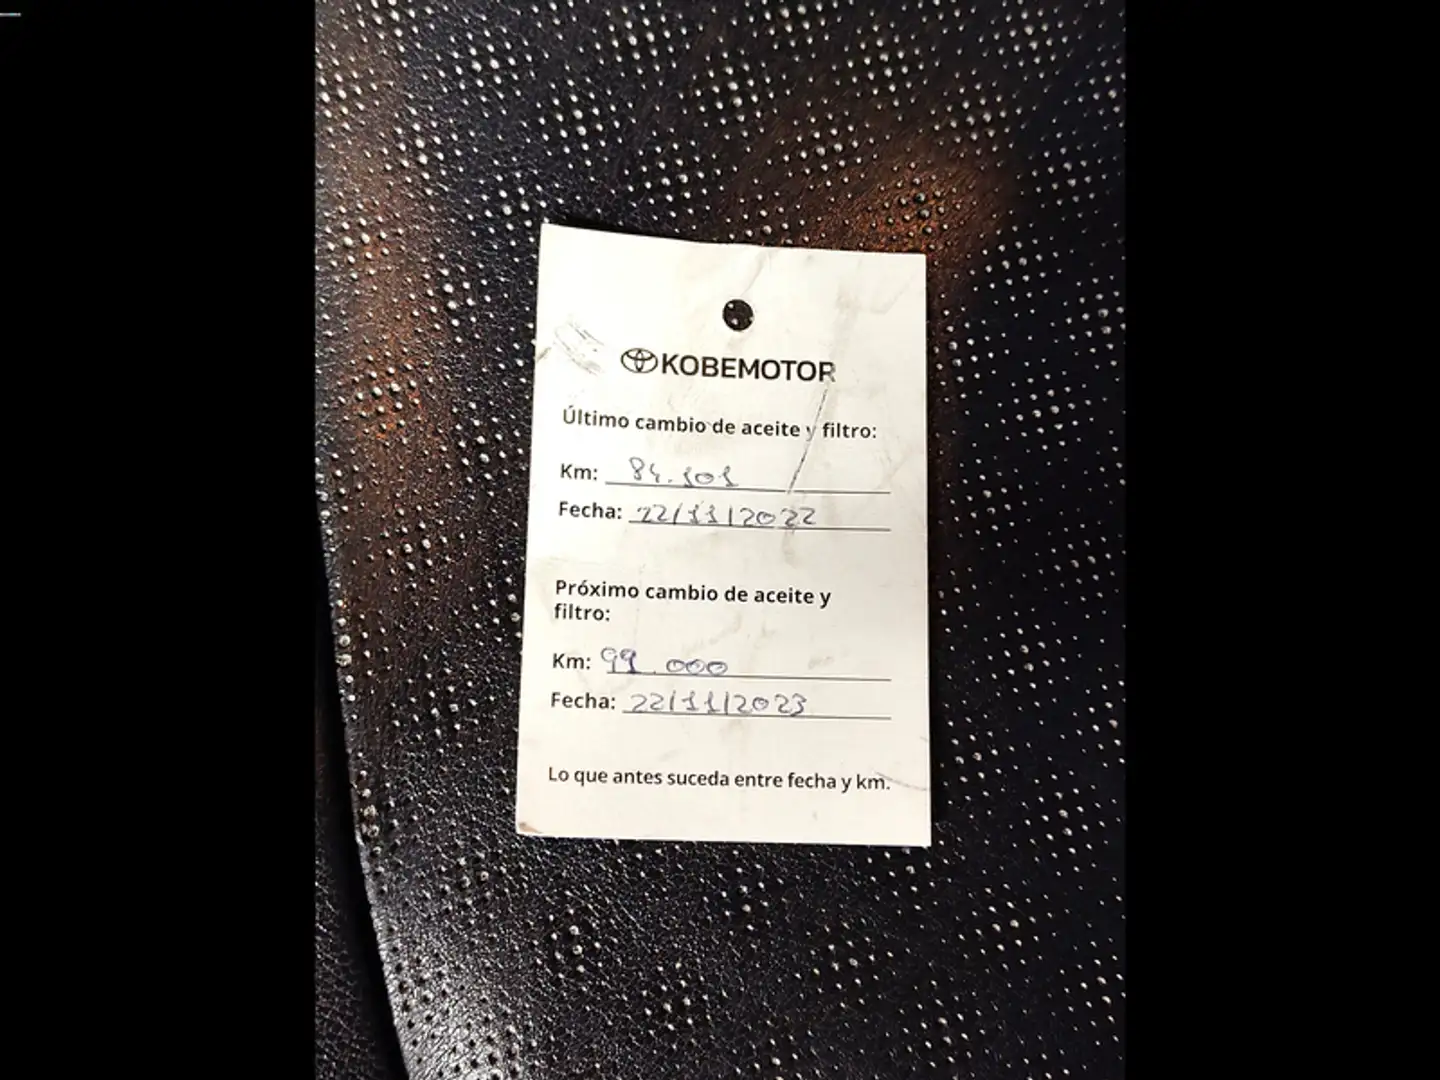 KOBEMOTOR
Último cambio de aceite y filtro:
Km: 84.101
Fecha: 22/11/2022
Próximo cambio de aceite y
filtro:
Km: 99.000
Fecha: 22/11/2023
Lo que antes suceda entre fecha y km.